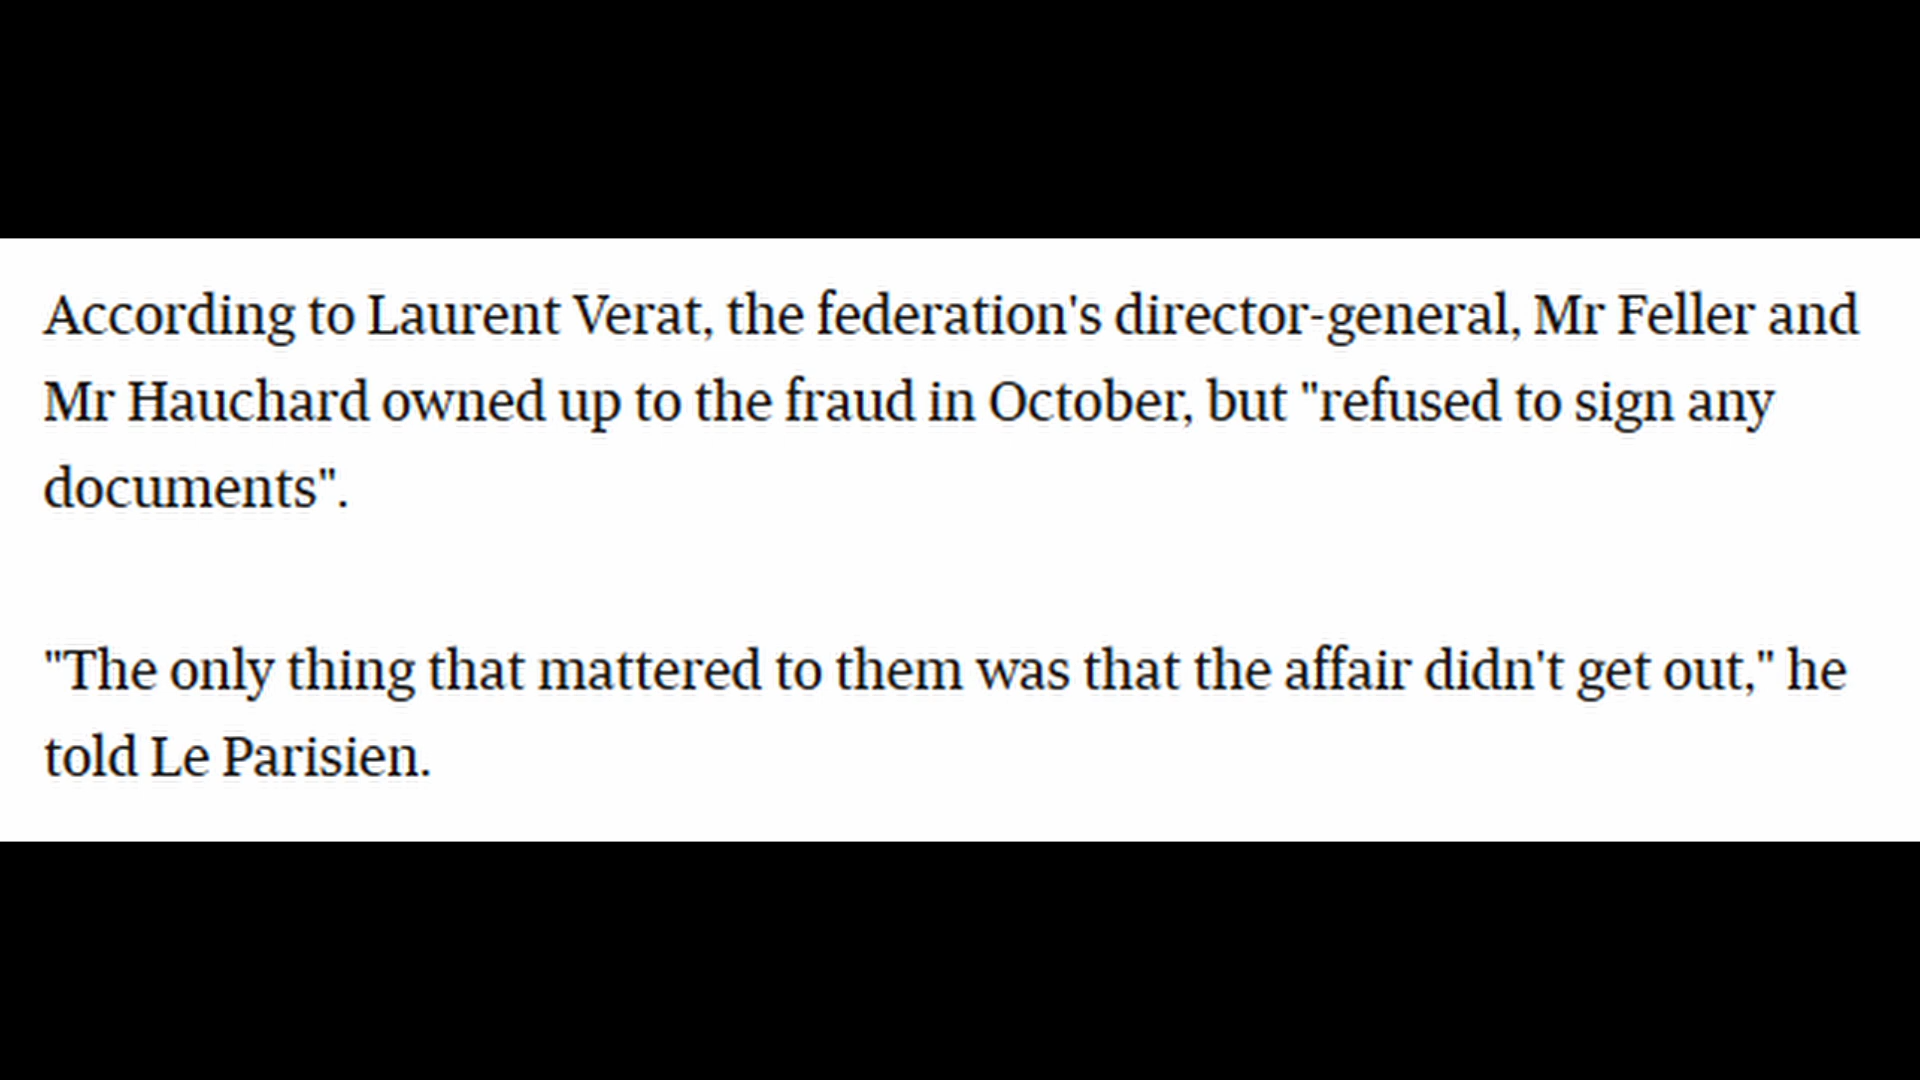 According to Laurent Verat, the federation's director-general, Mr Feller and
Mr Hauchard owned up to the fraud in October, but "refused to sign any
documents".
"The only thing that mattered to them was that the affair didn't get out," he
told Le Parisien.